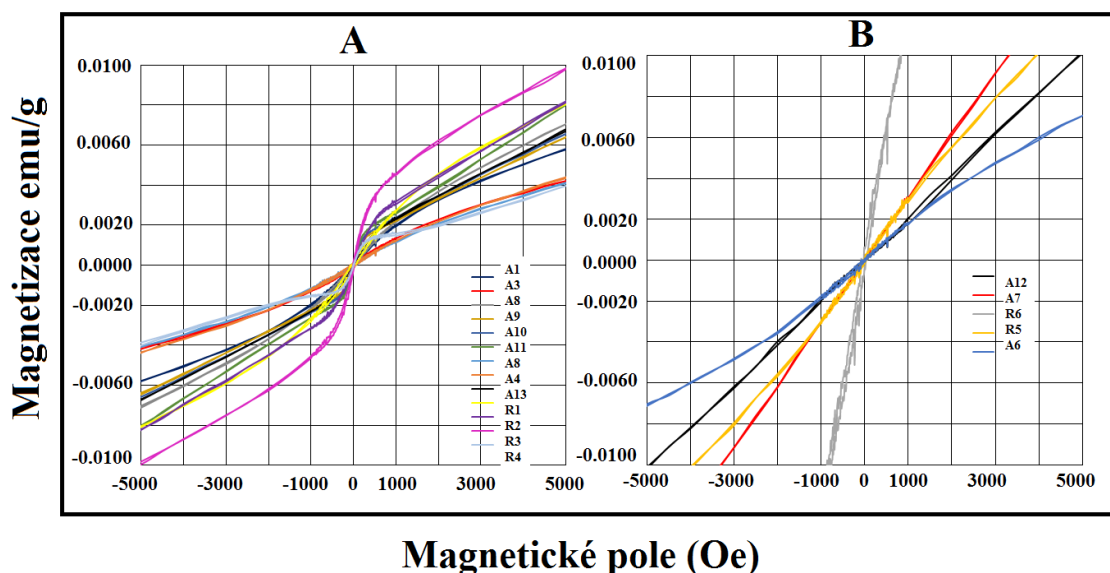 A
B
Magnetizace emu/g
0.0100
0.0060
0.0020
0.0000
-0.0020
-0.0060
-0.0100
-5000
-3000
-1000
0
1000
3000
5000
A1
A3
A8
A9
A10
A11
A8
A4
A13
R1
R2
R3
R4
0.0100
0.0060
0.0020
0.0000
-0.0020
-0.0060
-0.0100
-5000
-3000
-1000
0
1000
3000
5000
A12
A7
R6
R5
A6
Magnetické pole (Oe)